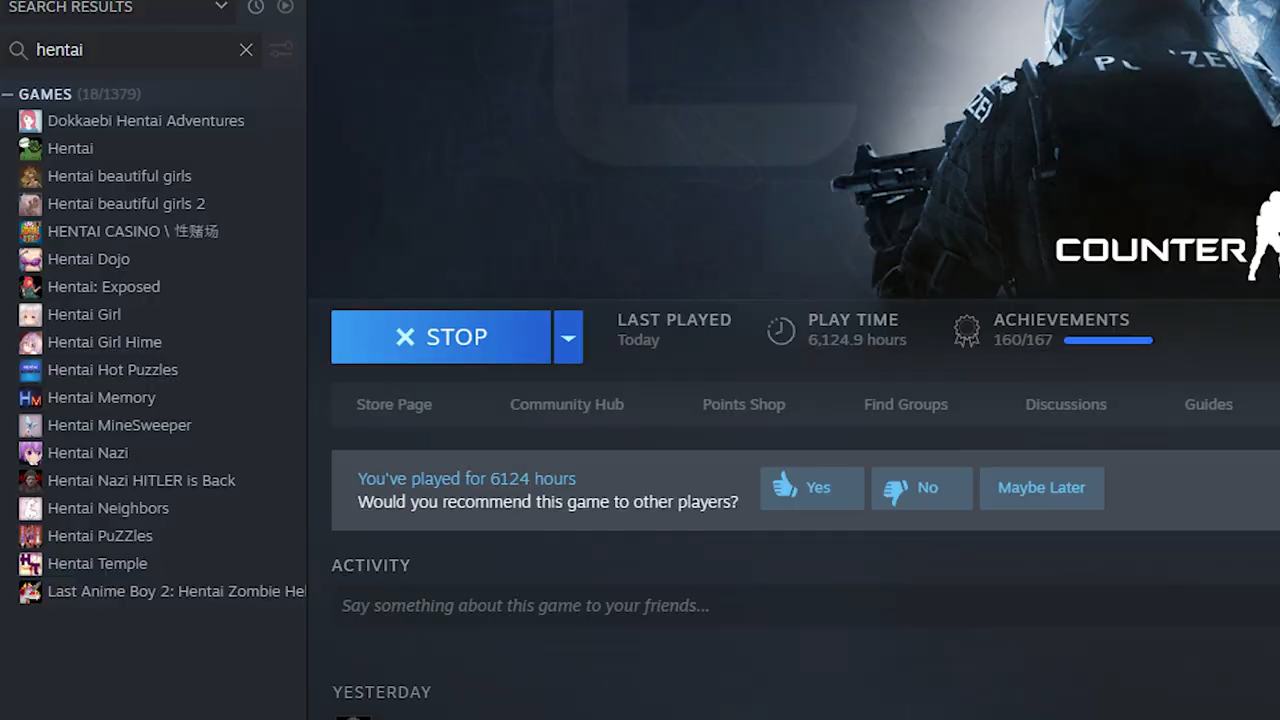 SEARCH RESULTS
hentai
GAMES (18/1379)
Dokkaebi Hentai Adventures
Hentai
Hentai beautiful girls
Hentai beautiful girls 2
HENTAI CASINO \ 性赌场
Hentai Dojo
Hentai: Exposed
Hentai Girl
Hentai Girl Hime
Hentai Hot Puzzles
Hentai Memory
Hentai MineSweeper
Hentai Nazi
Hentai Nazi HITLER is Back
Hentai Neighbors
Hentai PuZZles
Hentai Temple
Last Anime Boy 2: Hentai Zombie Hel
COUNTER
STOP
LAST PLAYED
Today
PLAY TIME
6,124.9 hours
ACHIEVEMENTS
160/167
Store Page
Community Hub
Points Shop
Find Groups
Discussions
Guides
You've played for 6124 hours
Would you recommend this game to other players?
Yes
No
Maybe Later
ACTIVITY
Say something about this game to your friends...
YESTERDAY